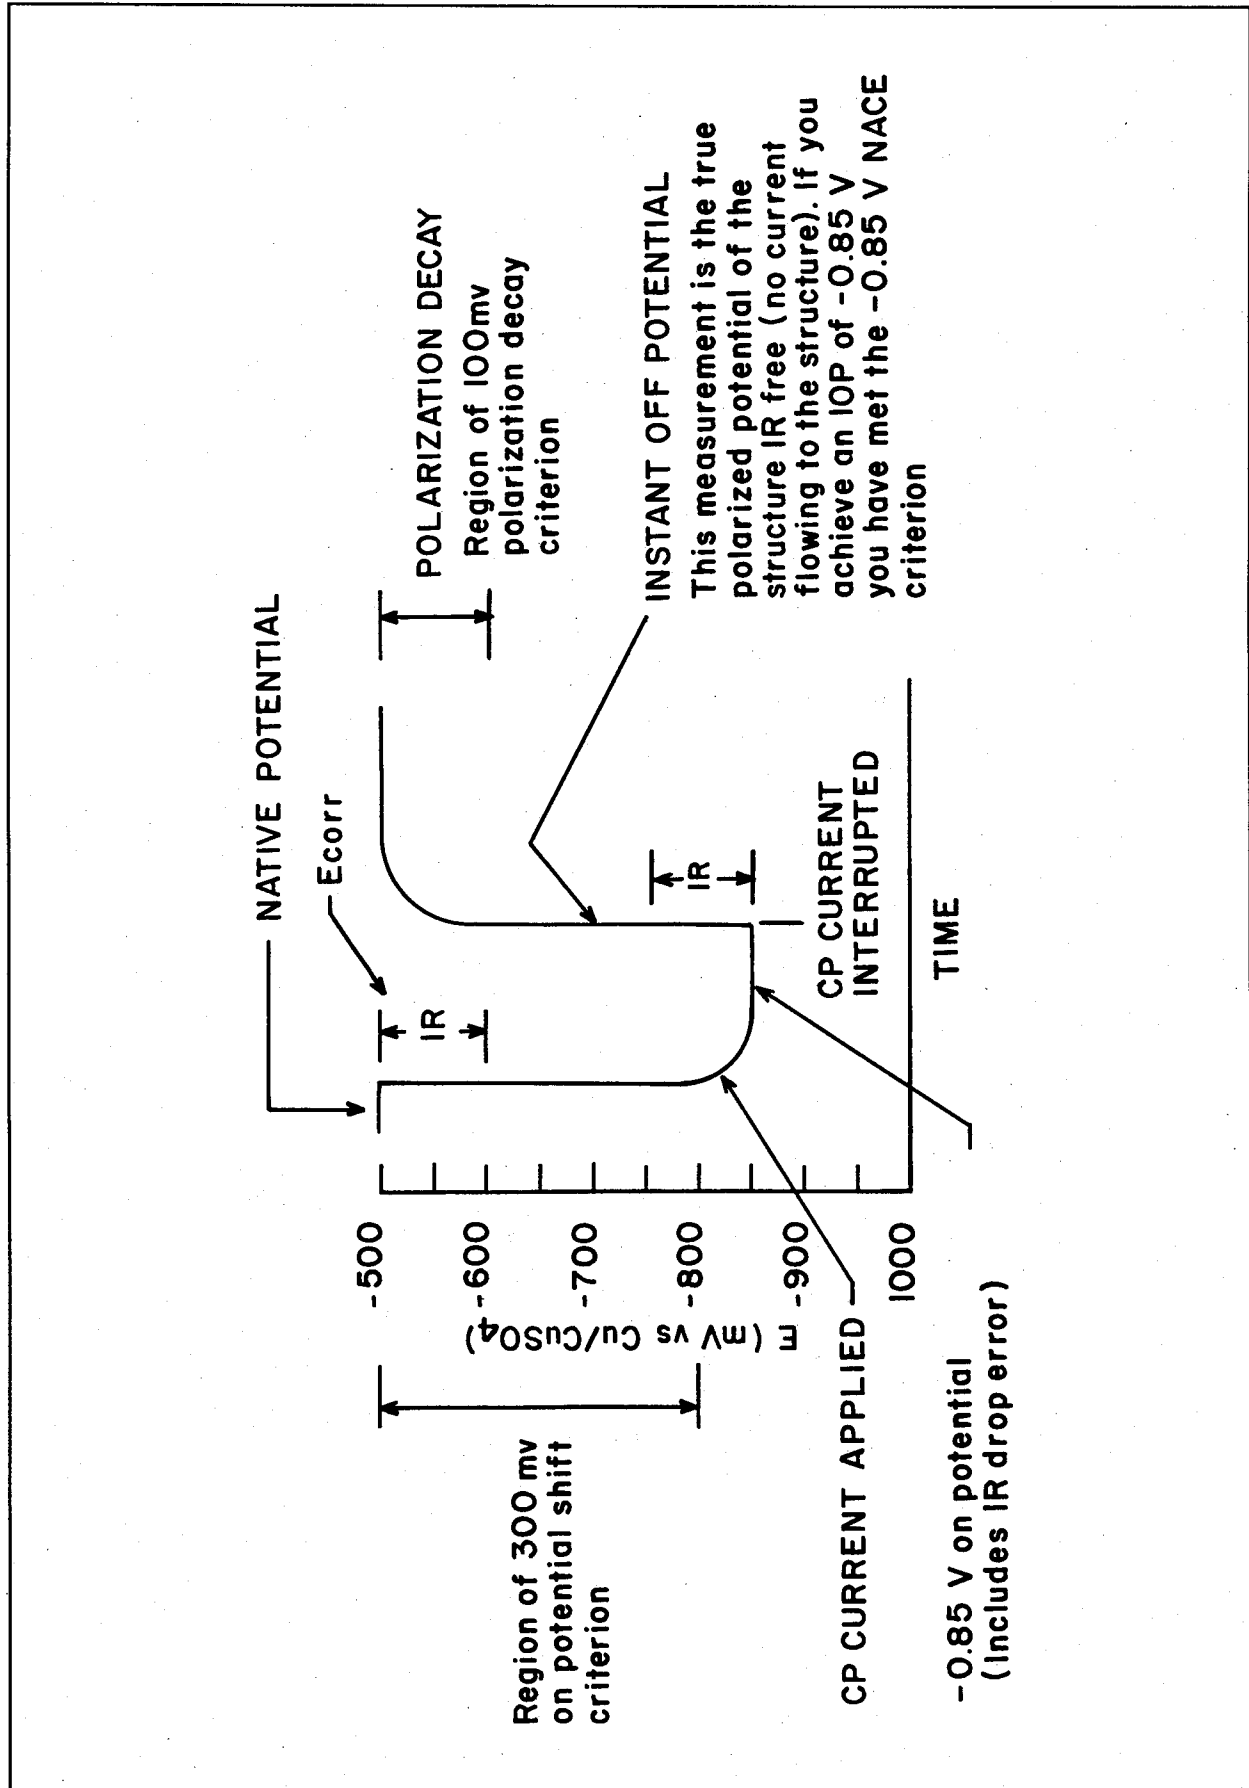 NATIVE POTENTIAL
Ecorr
IR
POLARIZATION DECAY
Region of 100mv
polarization decay
criterion
-500
-600
-700
-800
-900
1000
E (mV vs Cu/CuSO4)
Region of 300 mv
on potential shift
criterion
IR
INSTANT OFF POTENTIAL
This measurement is the true
polarized potential of the
structure IR free (no current
flowing to the structure). If you
achieve an IOP of -0.85 V
you have met the -0.85 V NACE
criterion
CP CURRENT APPLIED
CP CURRENT
INTERRUPTED
TIME
-0.85 V on potential
(Includes IR drop error)